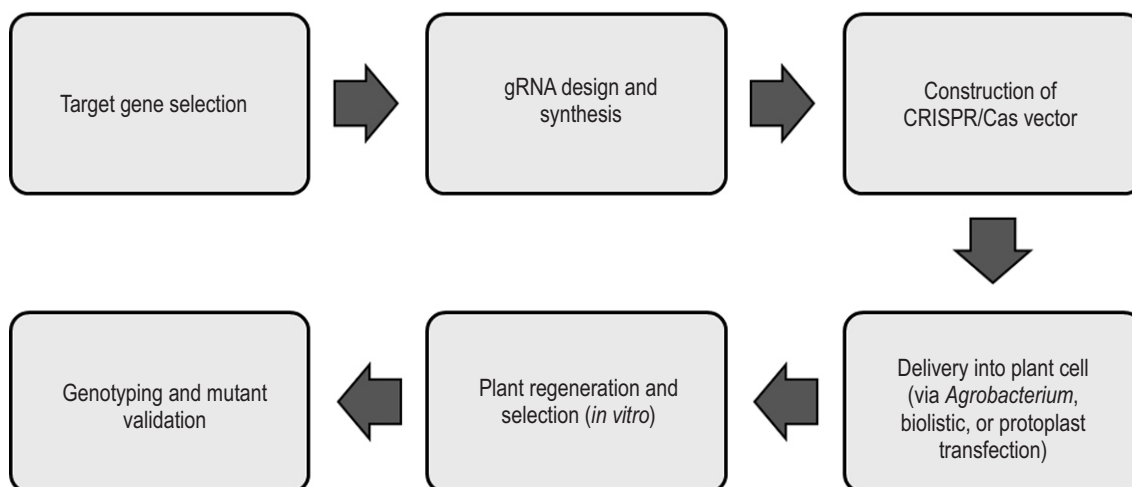 Target gene selection
gRNA design and
synthesis
Construction of
CRISPR/Cas vector
Delivery into plant cell
(via Agrobacterium,
biolistic, or protoplast
transfection)
Plant regeneration and
selection (in vitro)
Genotyping and mutant
validation